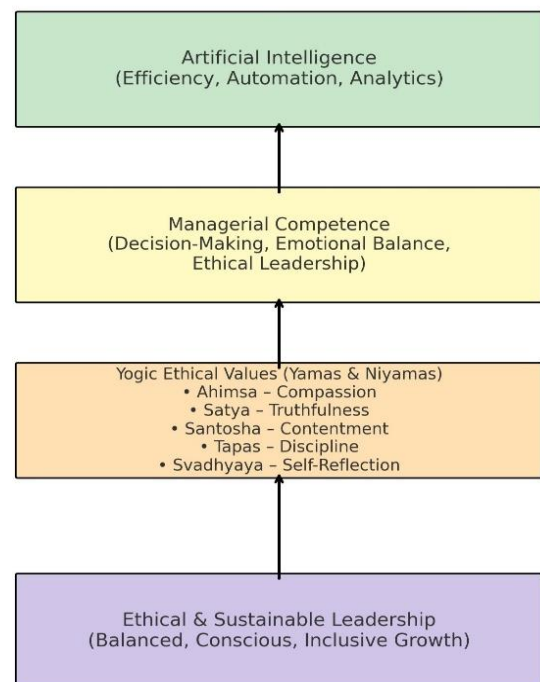 Artificial Intelligence
(Efficiency, Automation, Analytics)
Managerial Competence
(Decision-Making, Emotional Balance,
Ethical Leadership)
Yogic Ethical Values (Yamas & Niyamas)
• Ahimsa – Compassion
• Satya – Truthfulness
• Santosha – Contentment
• Tapas – Discipline
• Svadhyaya – Self-Reflection
Ethical & Sustainable Leadership
(Balanced, Conscious, Inclusive Growth)